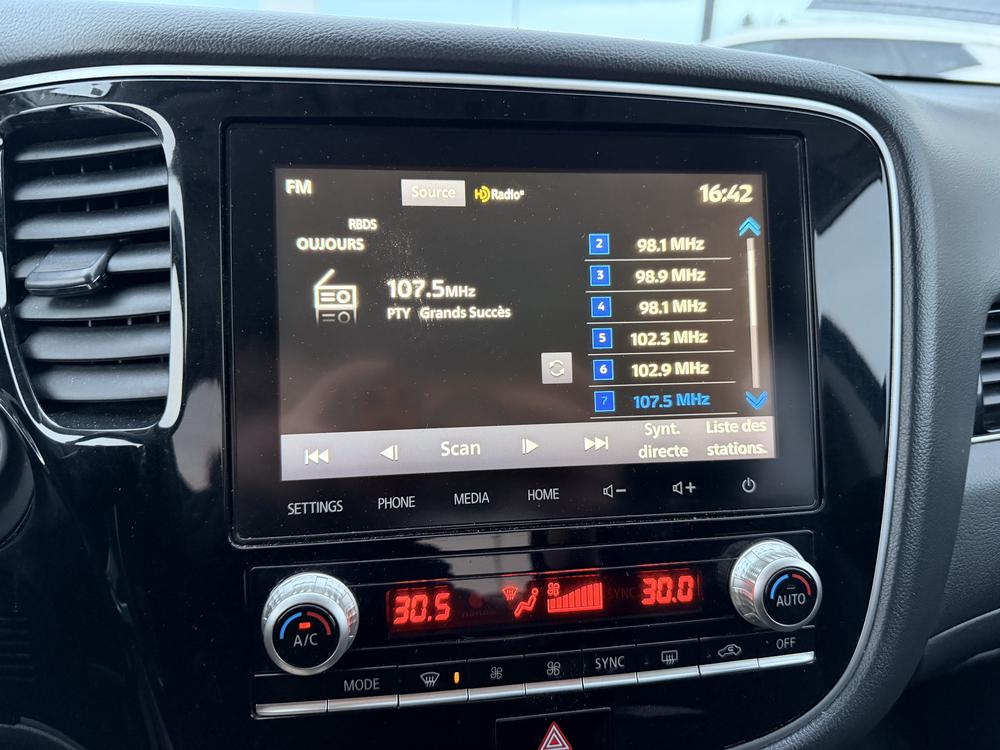 FM
Source
HD Radio
16:42
RBDS
OUJOURS
107.5 MHz
PTY Grands Succès
2 98.1 MHz
3 98.9 MHz
4 98.1 MHz
5 102.3 MHz
6 102.9 MHz
7 107.5 MHz
Scan
Synt.
directe
Liste des
stations.
SETTINGS
PHONE
MEDIA
HOME
30.5
SYNC
30.0
A/C
AUTO
MODE
SYNC
OFF